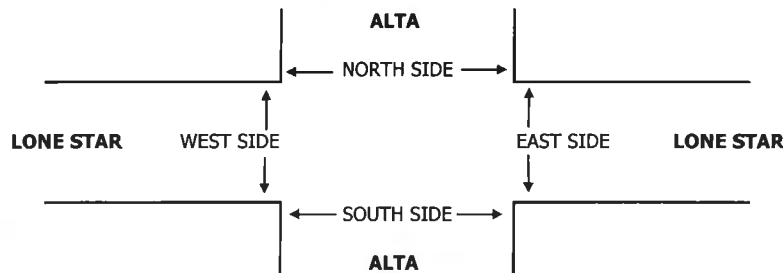 ALTA
NORTH SIDE
LONE STAR WEST SIDE EAST SIDE LONE STAR
SOUTH SIDE
ALTA